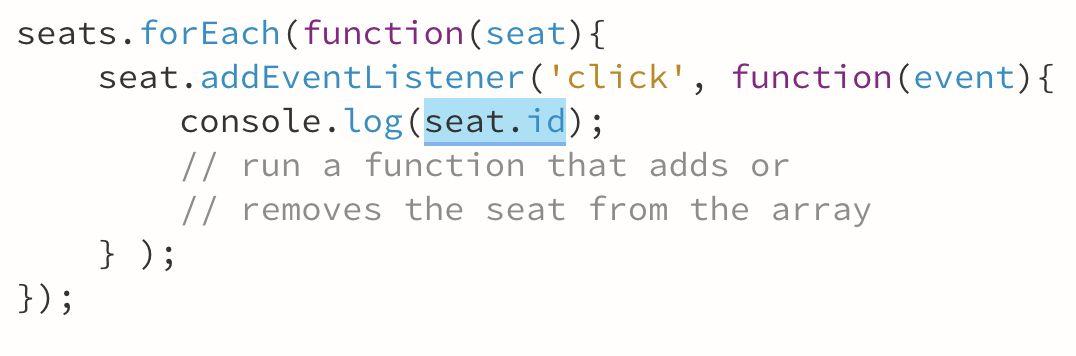 seats.forEach(function(seat){
    seat.addEventListener('click', function(event){
        console.log(seat.id);
        // run a function that adds or
        // removes the seat from the array
    } );
});